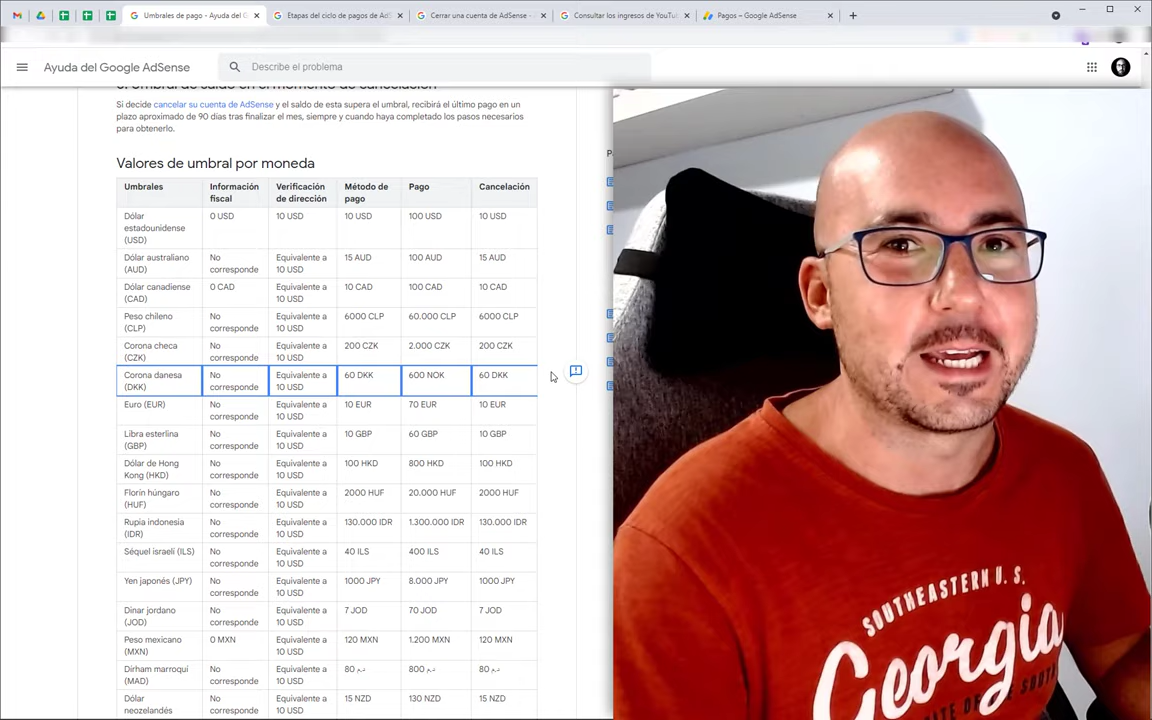 Umbrales de pago - Ayuda del G
Etapas del ciclo de pagos de AdS
Cerrar una cuenta de AdSense -
Consultar los ingresos de YouTu
Pagos – Google AdSense
Ayuda del Google AdSense
Describe el problema
Si decide cancelar su cuenta de AdSense y el saldo de esta supera el umbral, recibirá el último pago en un
plazo aproximado de 90 días tras finalizar el mes, siempre y cuando haya completado los pasos necesarios
para obtenerlo.
Valores de umbral por moneda
Umbrales Información fiscal Verificación de dirección Método de pago Pago Cancelación
Dólar estadounidense (USD) 0 USD 10 USD 10 USD 100 USD 10 USD
Dólar australiano (AUD) No corresponde Equivalente a 10 USD 15 AUD 100 AUD 15 AUD
Dólar canadiense (CAD) 0 CAD Equivalente a 10 USD 10 CAD 100 CAD 10 CAD
Peso chileno (CLP) No corresponde Equivalente a 10 USD 6000 CLP 60.000 CLP 6000 CLP
Corona checa (CZK) No corresponde Equivalente a 10 USD 200 CZK 2.000 CZK 200 CZK
Corona danesa (DKK) No corresponde Equivalente a 10 USD 60 DKK 600 NOK 60 DKK
Euro (EUR) No corresponde Equivalente a 10 USD 10 EUR 70 EUR 10 EUR
Libra esterlina (GBP) No corresponde Equivalente a 10 USD 10 GBP 60 GBP 10 GBP
Dólar de Hong Kong (HKD) No corresponde Equivalente a 10 USD 100 HKD 800 HKD 100 HKD
Florín húngaro (HUF) No corresponde Equivalente a 10 USD 2000 HUF 20.000 HUF 2000 HUF
Rupia indonesia (IDR) No corresponde Equivalente a 10 USD 130.000 IDR 1.300.000 IDR 130.000 IDR
Séquel israelí (ILS) No corresponde Equivalente a 10 USD 40 ILS 400 ILS 40 ILS
Yen japonés (JPY) No corresponde Equivalente a 10 USD 1000 JPY 8.000 JPY 1000 JPY
Dinar jordano (JOD) No corresponde Equivalente a 10 USD 7 JOD 70 JOD 7 JOD
Peso mexicano (MXN) 0 MXN Equivalente a 10 USD 120 MXN 1.200 MXN 120 MXN
Dírham marroquí (MAD) No corresponde Equivalente a 10 USD 80 د.م. 800 د.م. 80 د.م.
Dólar neozelandés No corresponde Equivalente a 10 USD 15 NZD 130 NZD 15 NZD
SOUTHEASTERN U. S.
Georgia